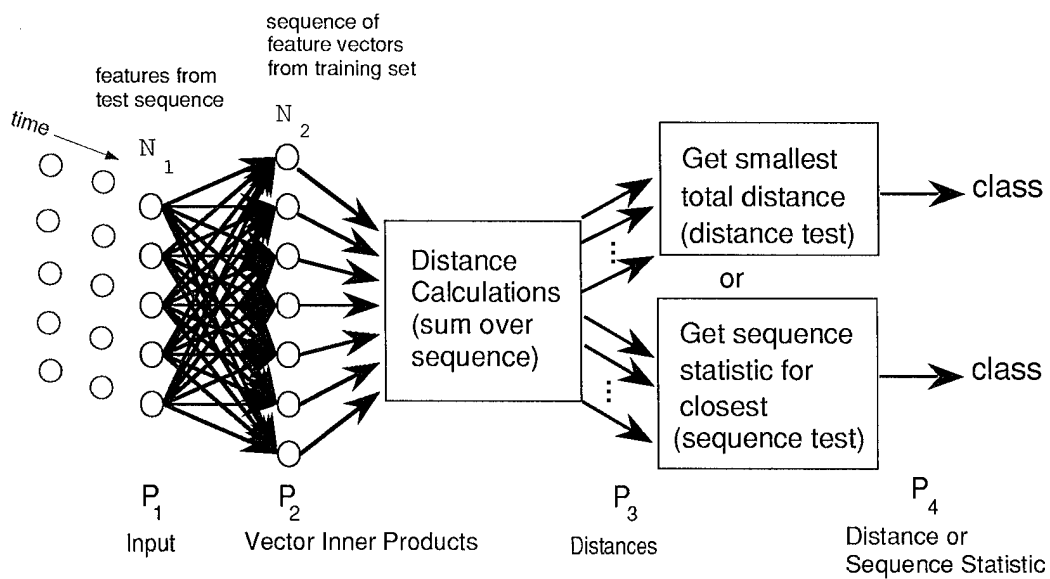 sequence of
feature vectors
from training set
features from
test sequence
time
N1
N2
Distance
Calculations
(sum over
sequence)
Get smallest
total distance
(distance test)
class
or
Get sequence
statistic for
closest
(sequence test)
class
P1
Input
P2
Vector Inner Products
P3
Distances
P4
Distance or
Sequence Statistic